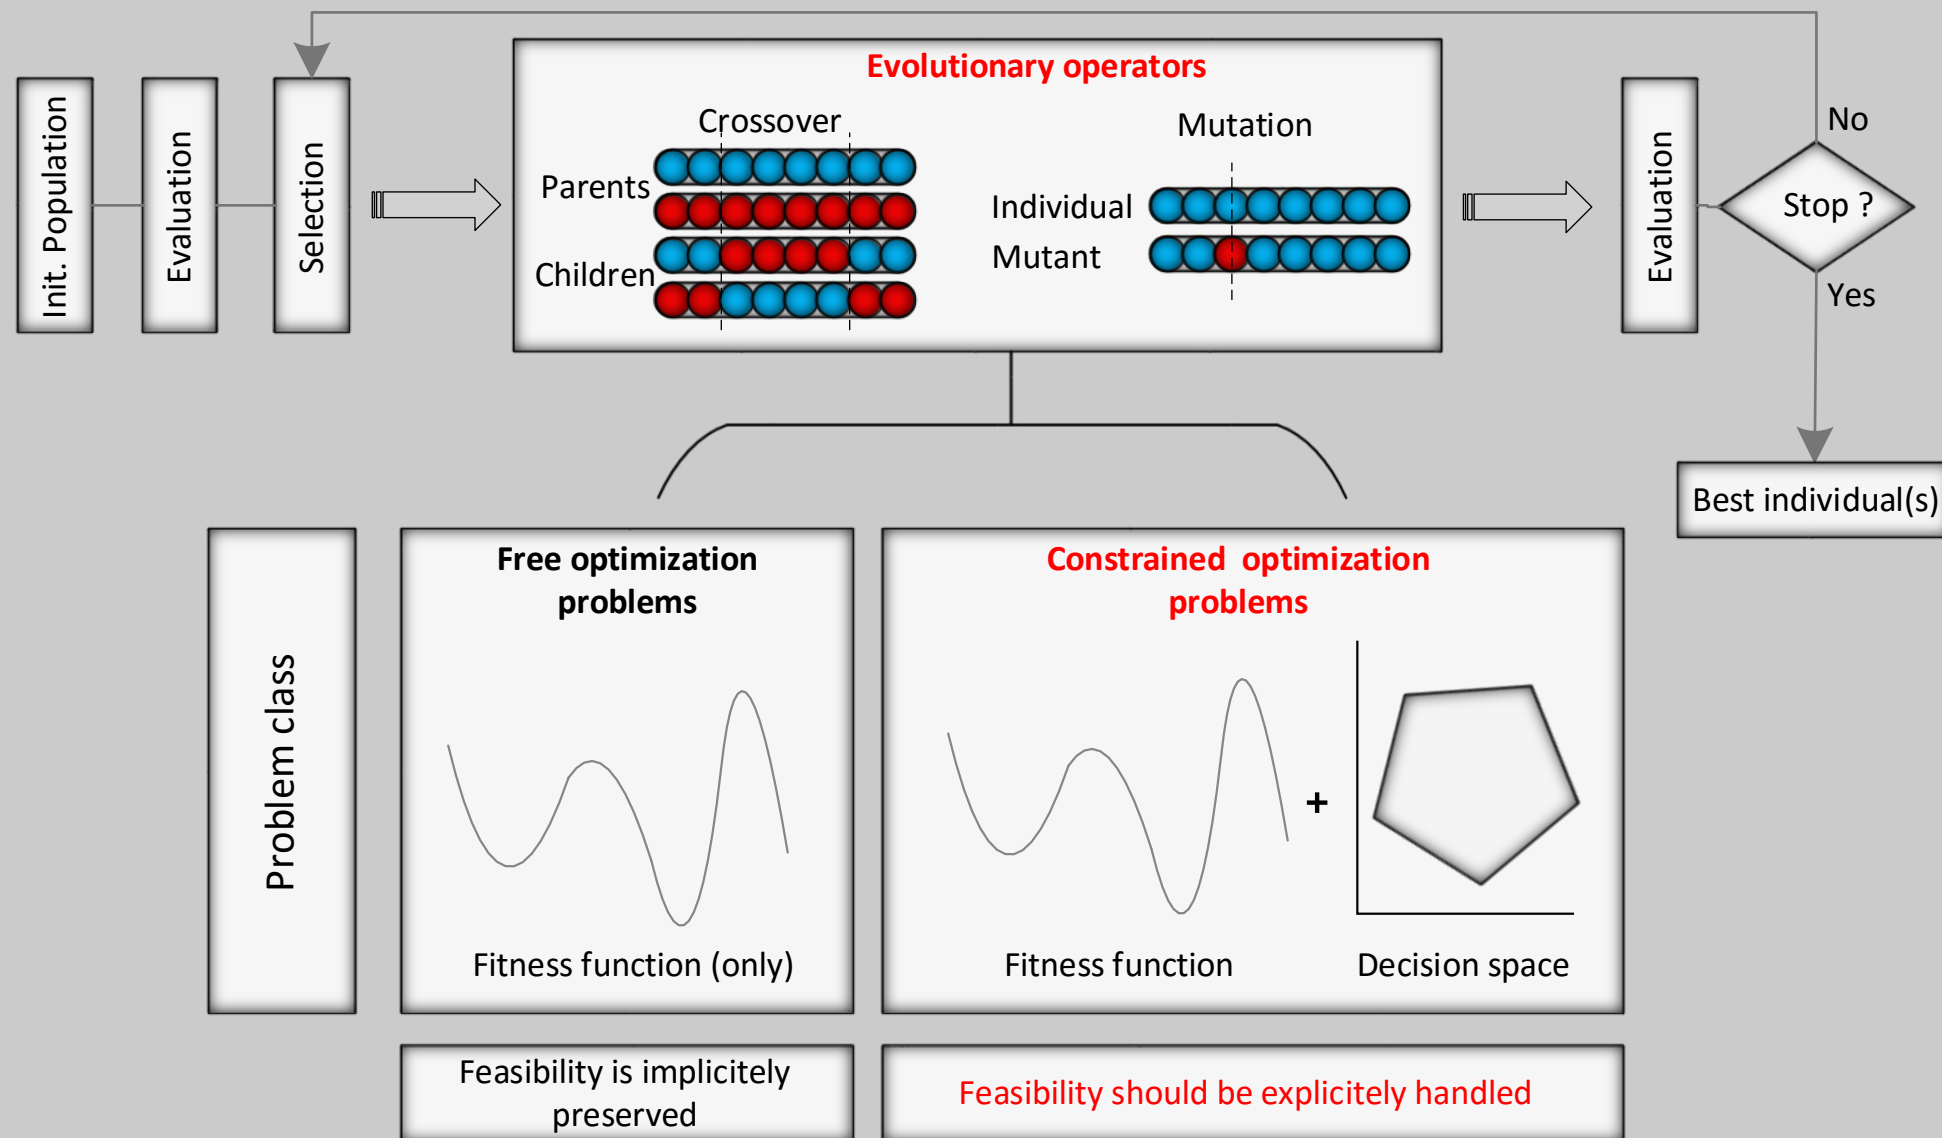 Init. Population
Evaluation
Selection
Evolutionary operators
Crossover
Mutation
Parents
Children
Individual
Mutant
Evaluation
No
Stop ?
Yes
Best individual(s)
Problem class
Free optimization
problems
Fitness function (only)
Constrained optimization
problems
+
Fitness function
Decision space
Feasibility is implicitely
preserved
Feasibility should be explicitely handled